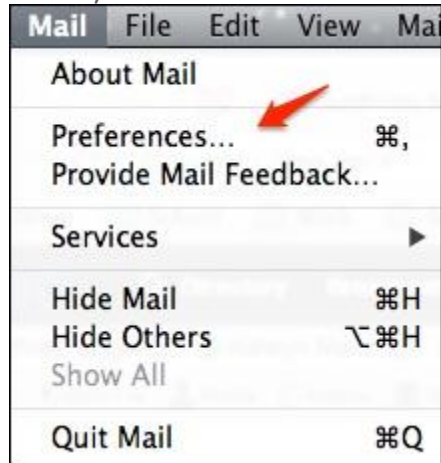 Mail File Edit View Mai
About Mail
Preferences... ⌘,
Provide Mail Feedback...
Services ▶
Hide Mail ⌘H
Hide Others ⌥⌘H
Show All
Quit Mail ⌘Q